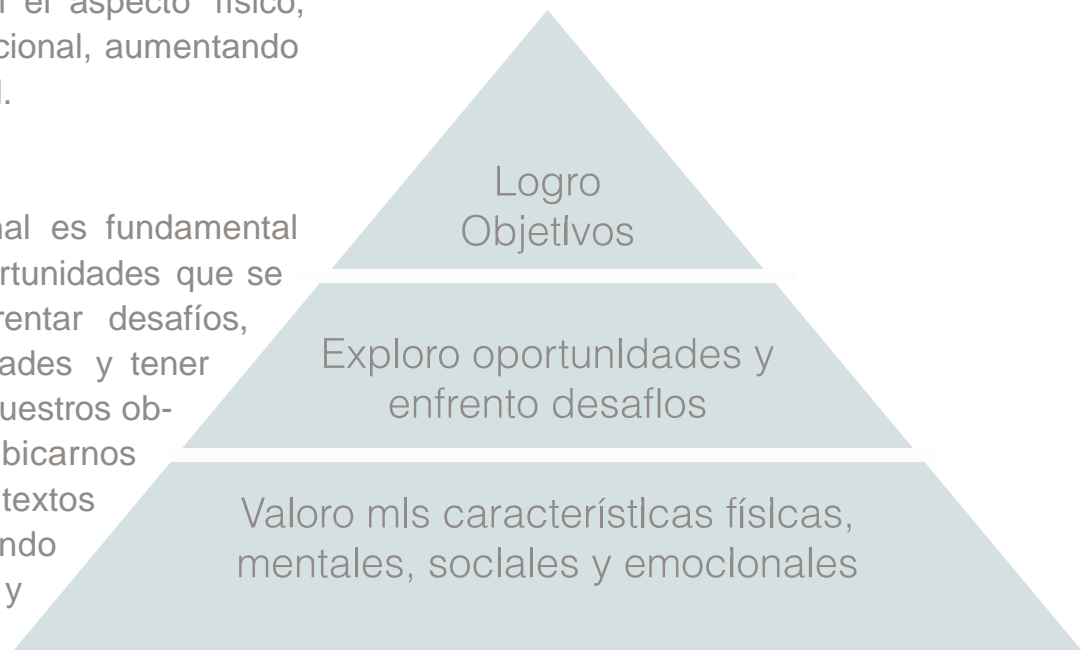 el aspecto físico,
cional, aumentando
l.
nal es fundamental
rtunidades que se
rentar desafíos,
ades y tener
uestros ob-
bicarnos
textos
ndo
y
Logro
Objetlvos
Exploro oportunldades y
enfrento desaflos
Valoro mls característlcas físlcas,
mentales, soclales y emoclonales